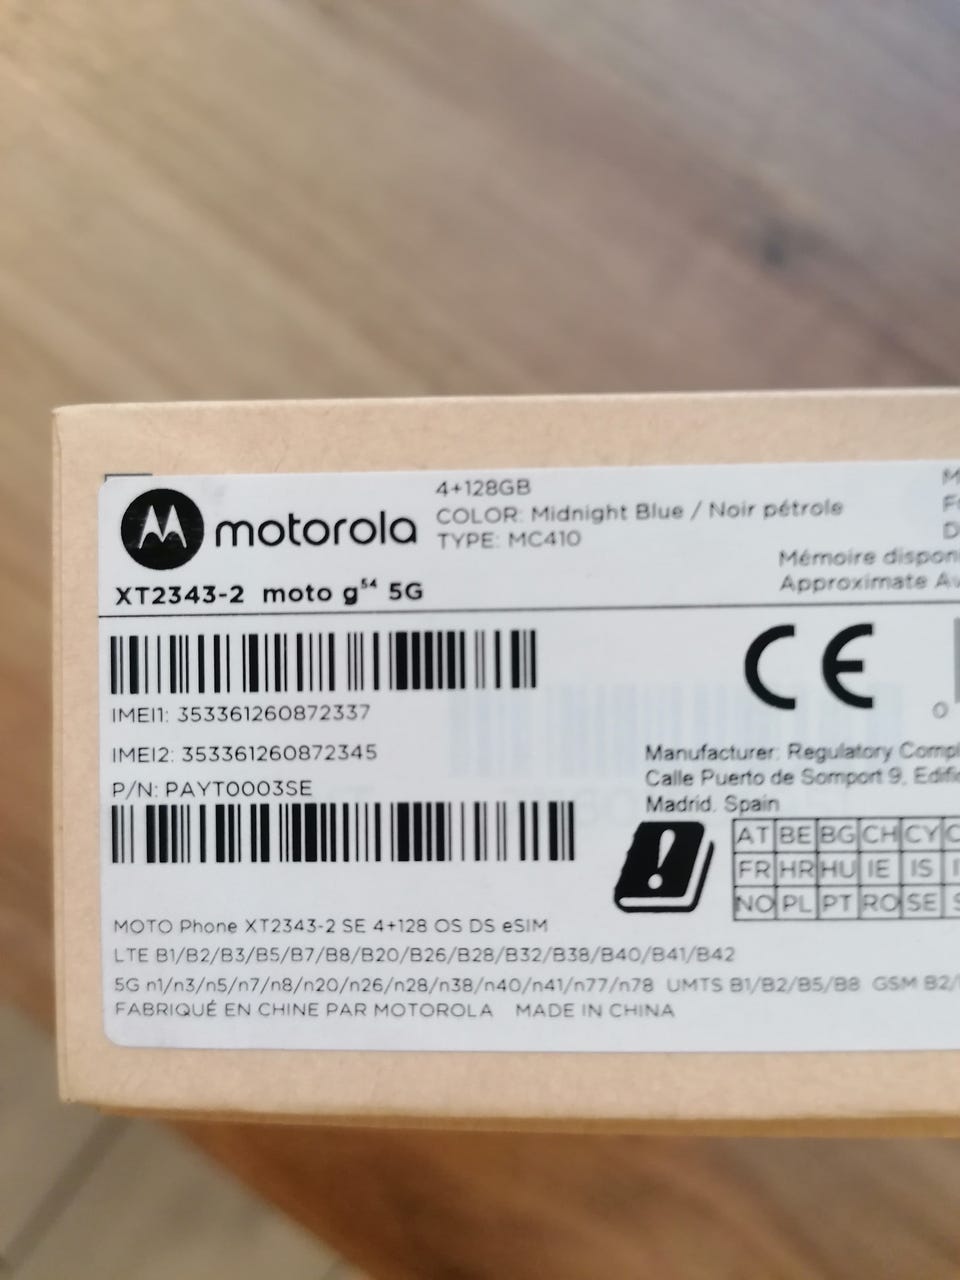 motorola
4+128GB
COLOR: Midnight Blue / Noir pétrole
TYPE: MC410
Mémoire
Approximate
XT2343-2 moto g54 5G
CE
IMEI1: 353361260872337
IMEI2: 353361260872345
P/N: PAYT0003SE
Manufacturer: Regulatory
Calle Puerto de Somport 9,
Madrid. Spain
AT BE BG CH CY
FR HR HU IE IS
NO PL PT RO SE
MOTO Phone XT2343-2 SE 4+128 OS DS eSIM
LTE B1/B2/B3/B5/B7/B8/B20/B26/B28/B32/B38/B40/B41/B42
5G n1/n3/n5/n7/n8/n20/n26/n28/n38/n40/n41/n77/n78 UMTS B1/B2/B5/B8 GSM B2/
FABRIQUÉ EN CHINE PAR MOTOROLA MADE IN CHINA